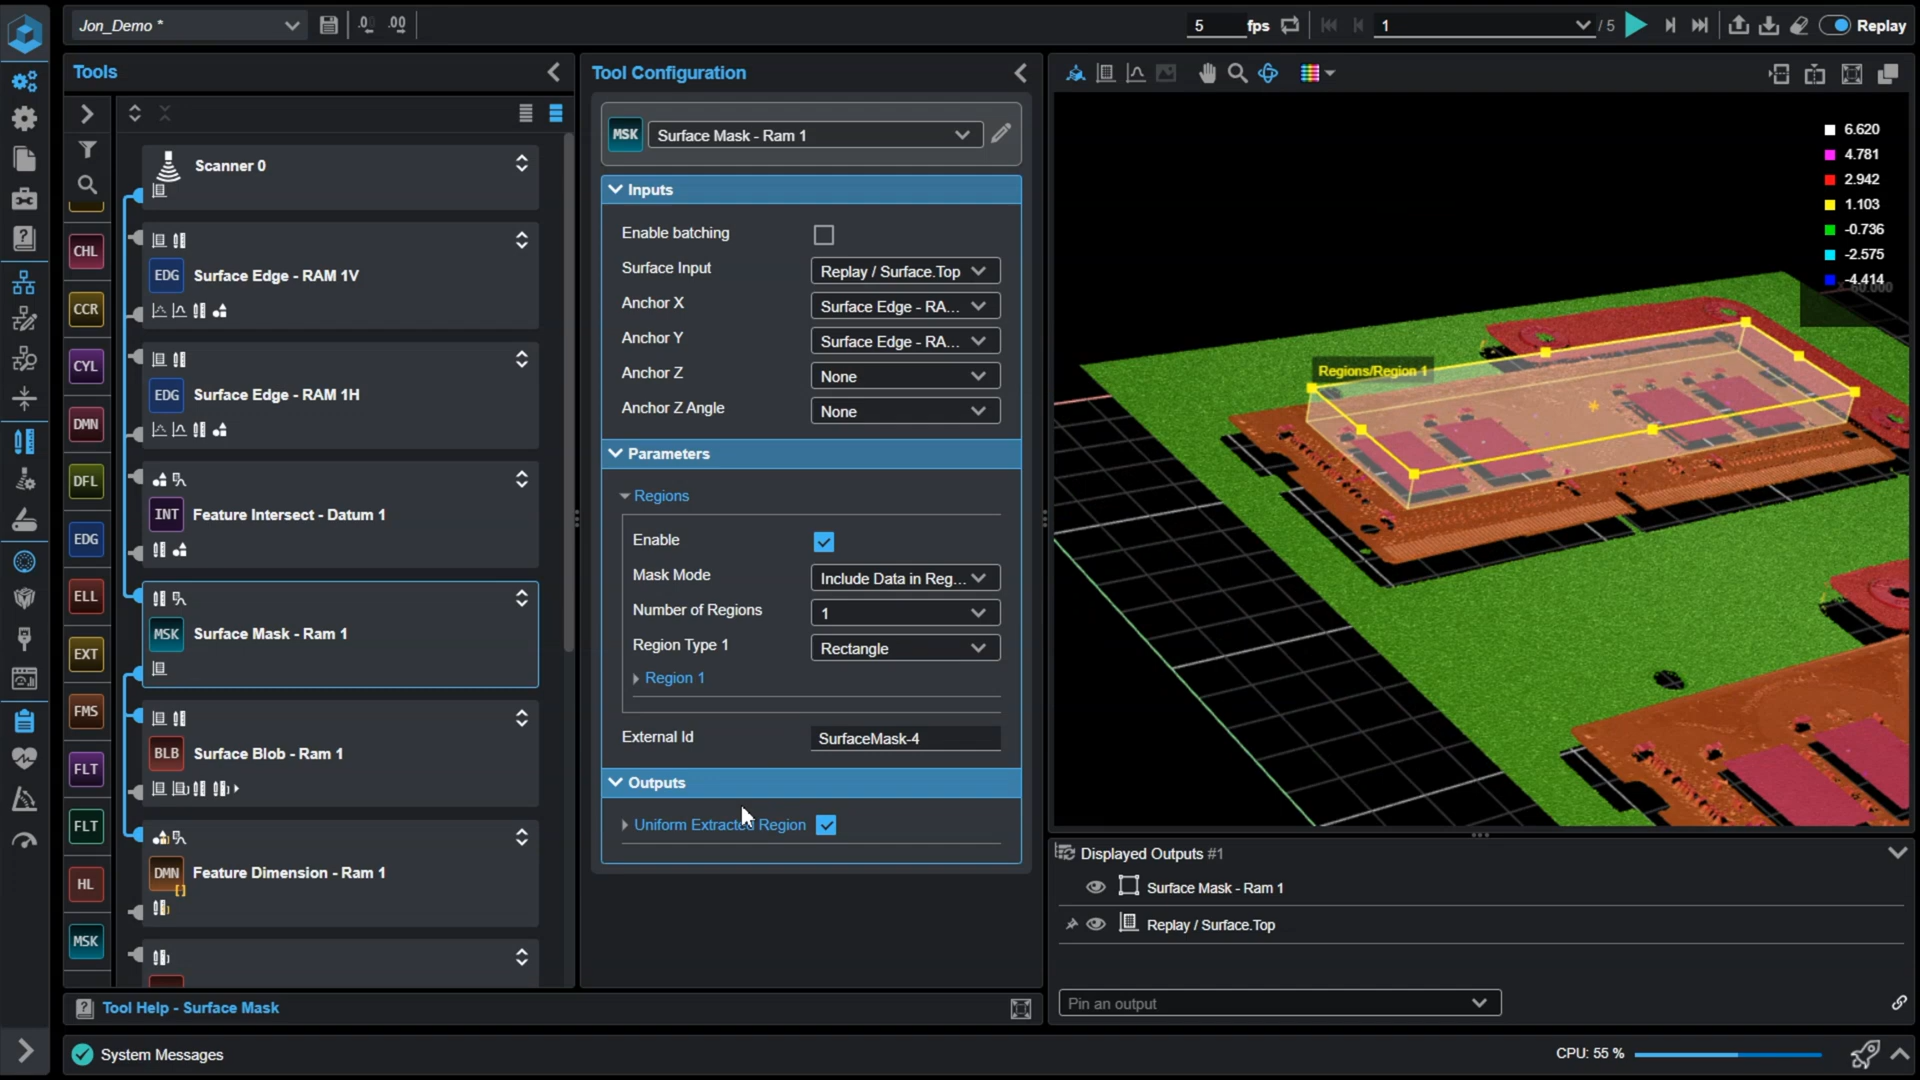 Jon_Demo *
.0
.00
5 fps
1 / 5
Replay
Tools
Scanner 0
CHL
CCR
CYL
DMN
DFL
EDG
ELL
EXT
FMS
FLT
FLT
HL
MSK
EDG Surface Edge - RAM 1V
EDG Surface Edge - RAM 1H
INT Feature Intersect - Datum 1
MSK Surface Mask - Ram 1
BLB Surface Blob - Ram 1
DMN Feature Dimension - Ram 1
Tool Configuration
MSK Surface Mask - Ram 1
Inputs
Enable batching
Surface Input Replay / Surface.Top
Anchor X Surface Edge - RA...
Anchor Y Surface Edge - RA...
Anchor Z None
Anchor Z Angle None
Parameters
Regions
Enable
Mask Mode Include Data in Reg...
Number of Regions 1
Region Type 1 Rectangle
Region 1
External Id SurfaceMask-4
Outputs
Uniform Extracted Region
6.620
4.781
2.942
1.103
-0.736
-2.575
-4.414
Regions/Region 1
Displayed Outputs #1
Surface Mask - Ram 1
Replay / Surface.Top
Pin an output
Tool Help - Surface Mask
System Messages
CPU: 55 %